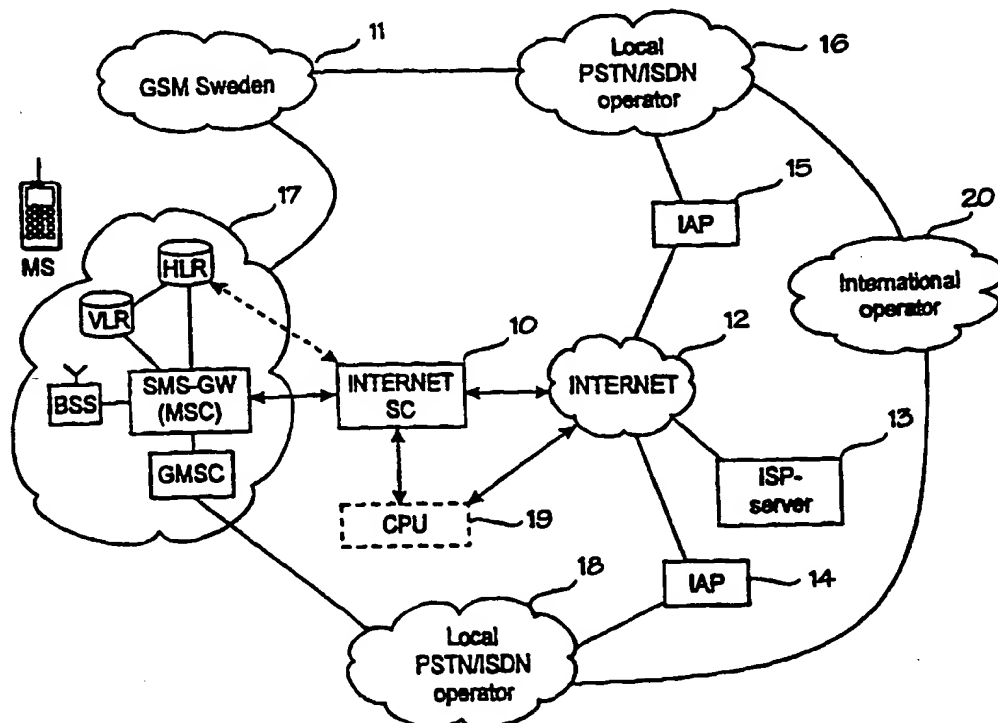 11
GSM Sweden
Local
PSTN/ISDN
operator
16
15
IAP
20
International
operator
MS
17
HLR
VLR
BSS
SMS-GW
(MSC)
GMSC
10
INTERNET
SC
12
INTERNET
13
ISP-
server
CPU
19
IAP
14
18
Local
PSTN/ISDN
operator